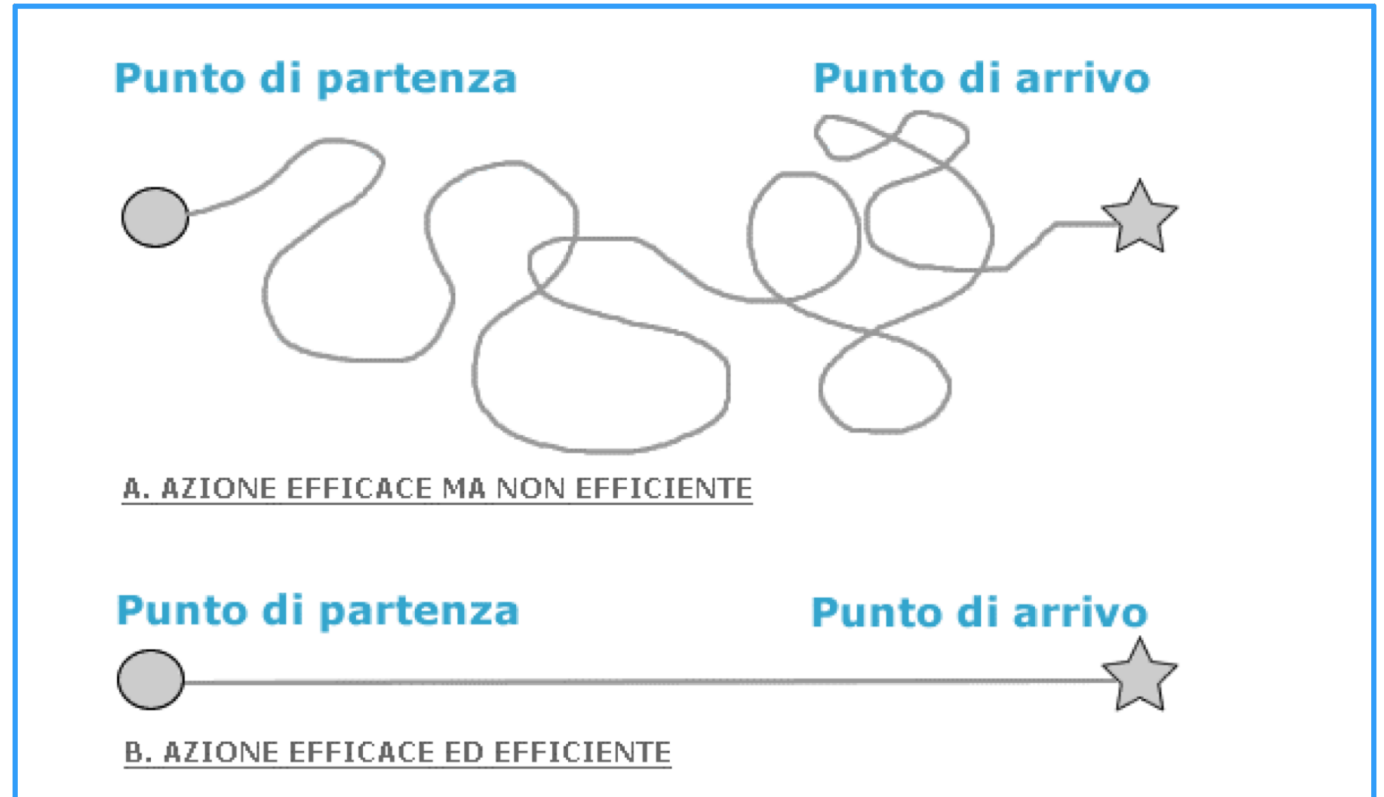 Punto di partenza
Punto di arrivo
A. AZIONE EFFICACE MA NON EFFICIENTE
Punto di partenza
Punto di arrivo
B. AZIONE EFFICACE ED EFFICIENTE